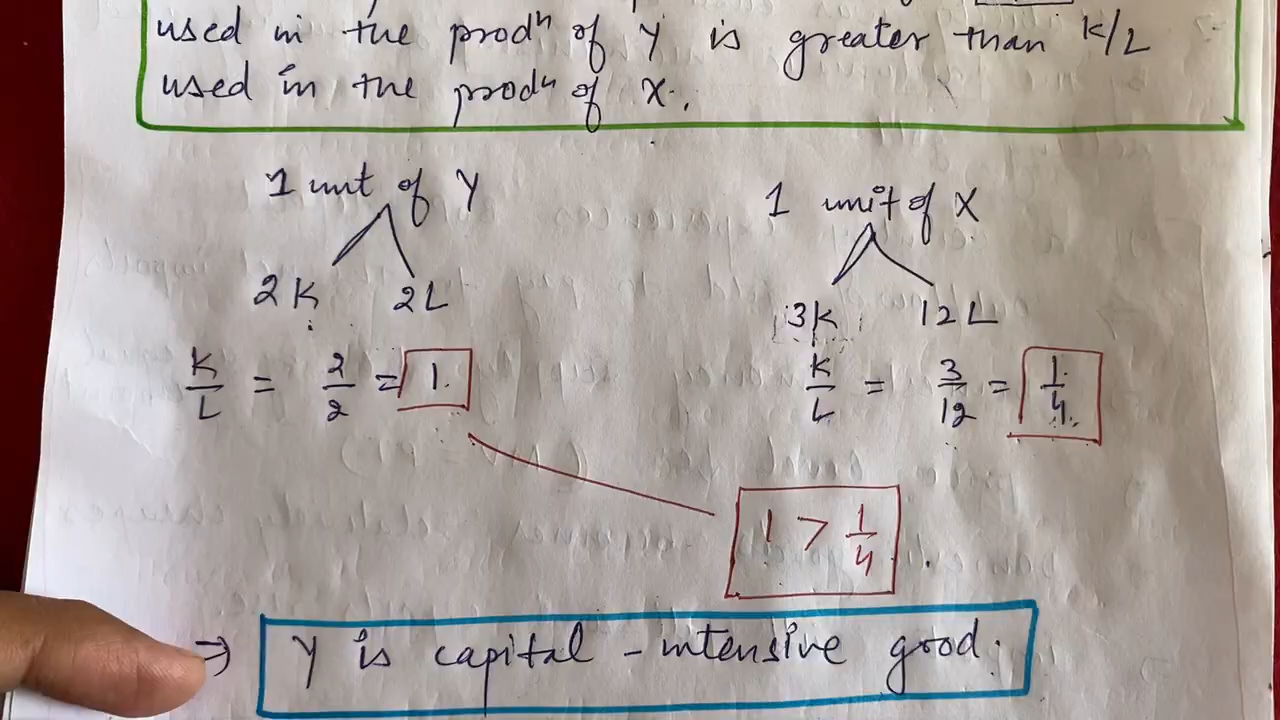 used in the prodⁿ of Y is greater than K/L
used in the prodⁿ of X.
1 unit of Y
2K 2L
K/L = 2/2 = 1.
1 unit of X
3K 12L
K/L = 3/12 = 1/4.
1 > 1/4
⇒ Y is capital - intensive good.